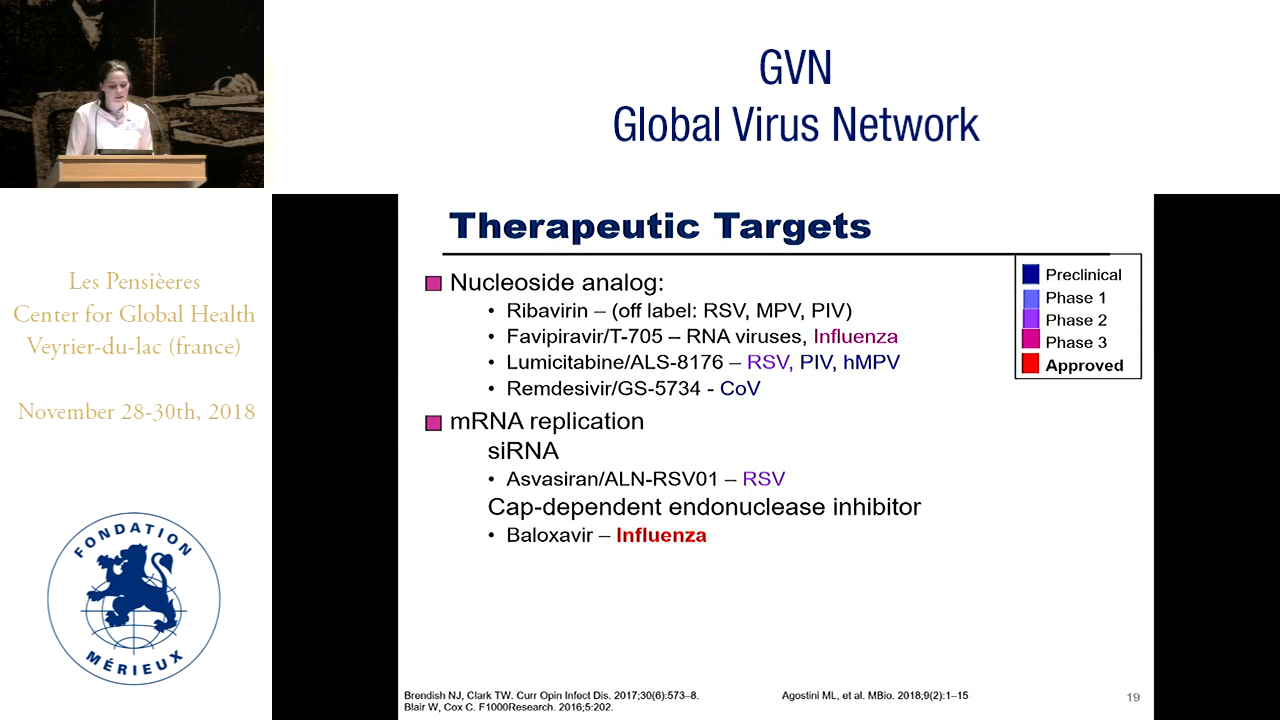 GVN
Global Virus Network
Les Pensièeres
Center for Global Health
Veyrier-du-lac (france)
November 28-30th, 2018
FONDATION
MÉRIEUX
Therapeutic Targets
Nucleoside analog:
• Ribavirin – (off label: RSV, MPV, PIV)
• Favipiravir/T-705 – RNA viruses, Influenza
• Lumicitabine/ALS-8176 – RSV, PIV, hMPV
• Remdesivir/GS-5734 - CoV
mRNA replication
siRNA
• Asvasiran/ALN-RSV01 – RSV
Cap-dependent endonuclease inhibitor
• Baloxavir – Influenza
Preclinical
Phase 1
Phase 2
Phase 3
Approved
Brendish NJ, Clark TW. Curr Opin Infect Dis. 2017;30(6):573–8.
Blair W, Cox C. F1000Research. 2016;5:202.
Agostini ML, et al. MBio. 2018;9(2):1–15
19